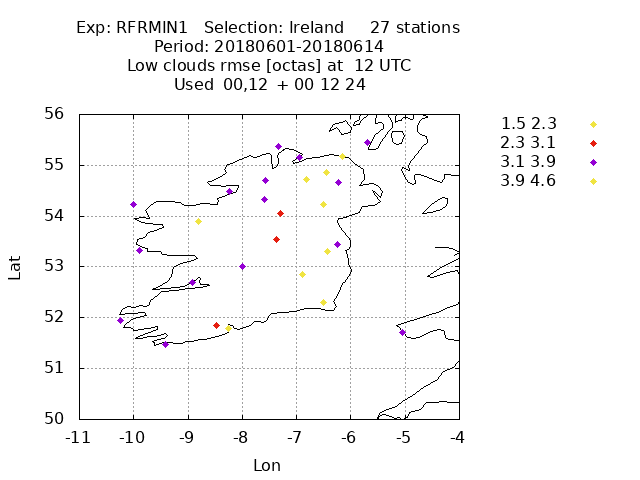 Exp: RFRMIN1   Selection: Ireland     27 stations
Period: 20180601-20180614
Low clouds rmse [octas] at  12 UTC
Used  00,12  + 00 12 24
1.5 2.3
2.3 3.1
3.1 3.9
3.9 4.6
56
55
54
53
52
51
50
Lat
-11 -10 -9 -8 -7 -6 -5 -4
Lon